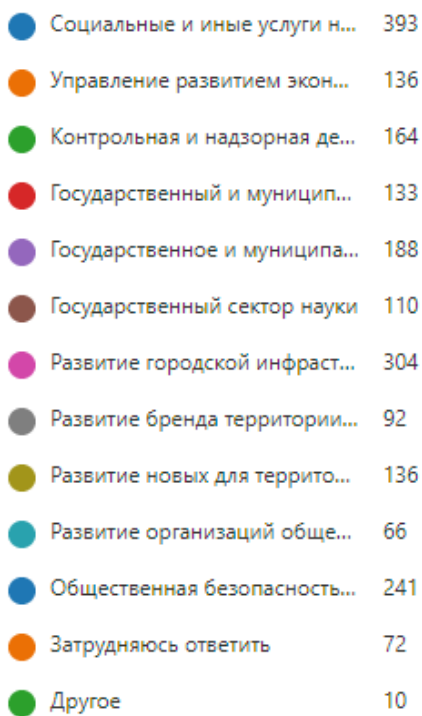 Социальные и иные услуги н... 393
Управление развитием экон... 136
Контрольная и надзорная де... 164
Государственный и муницип... 133
Государственное и муниципа... 188
Государственный сектор науки 110
Развитие городской инфраст... 304
Развитие бренда территории... 92
Развитие новых для террито... 136
Развитие организаций обще... 66
Общественная безопасность... 241
Затрудняюсь ответить 72
Другое 10